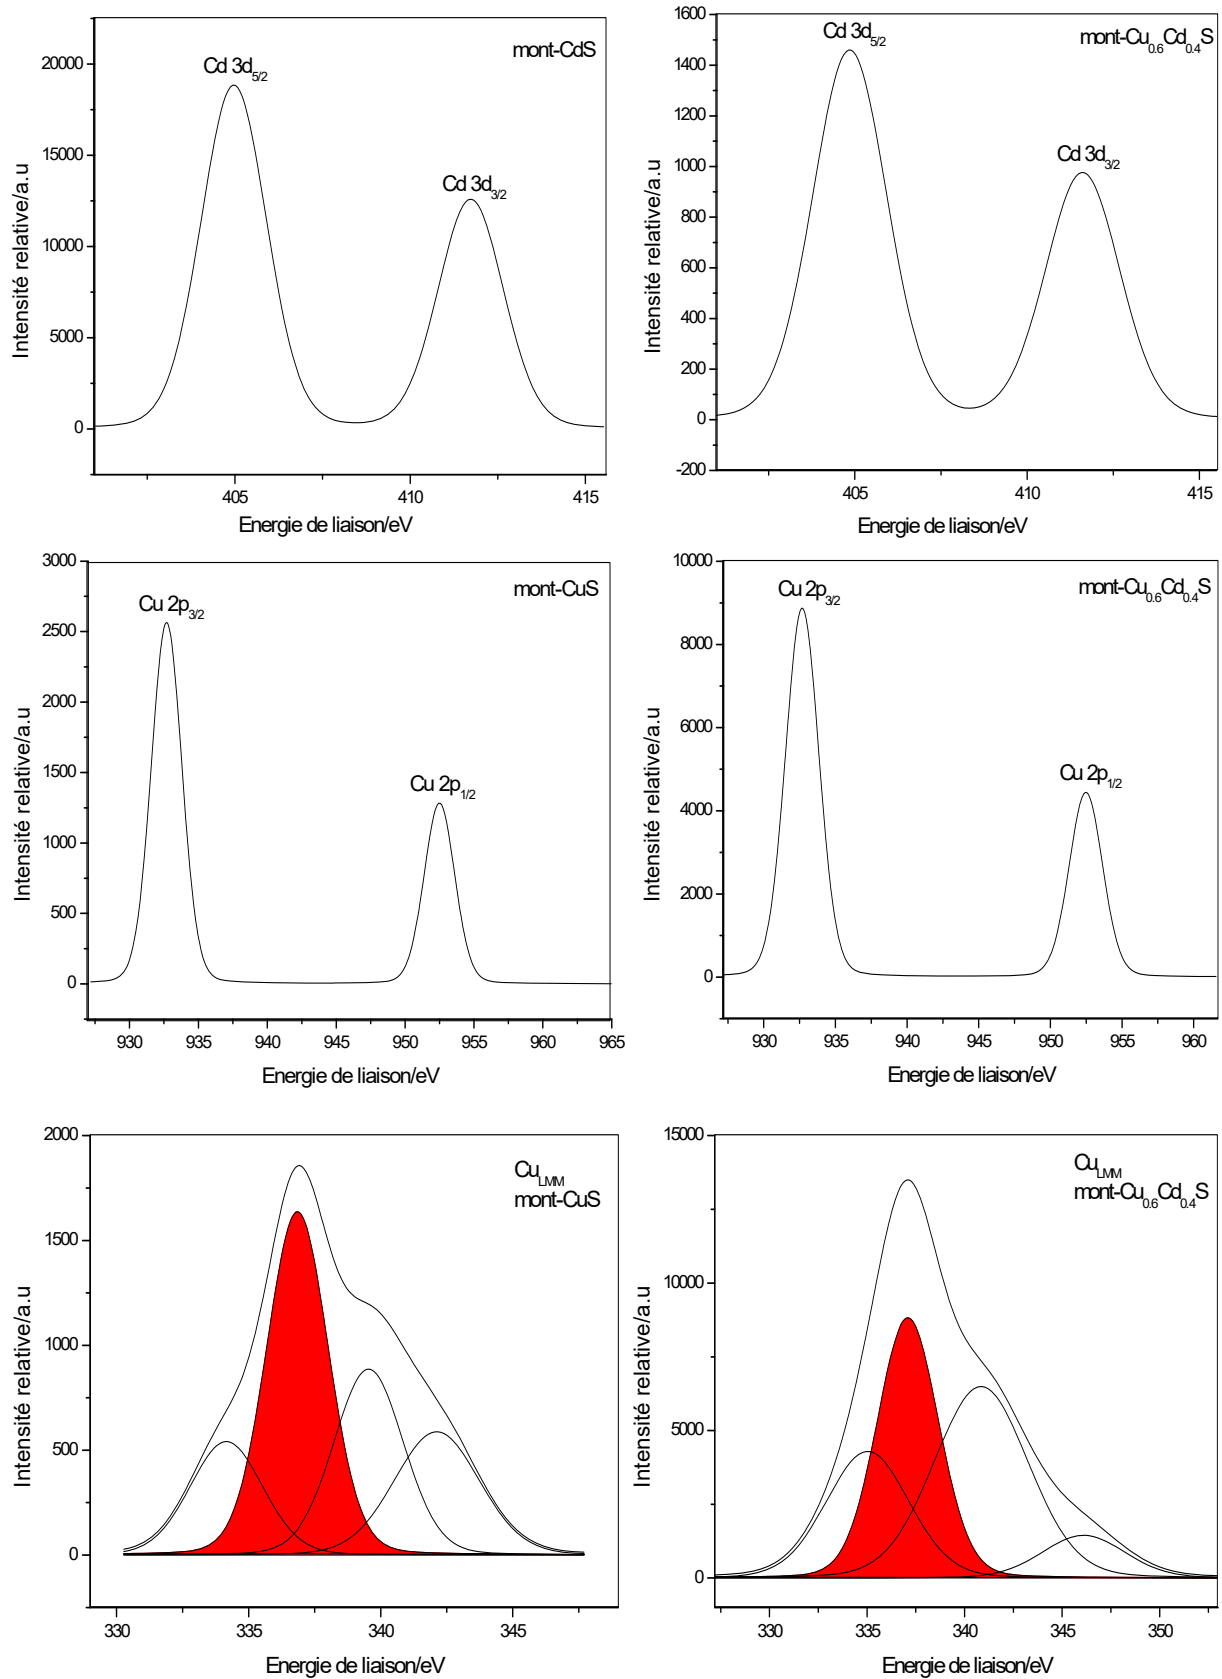 mont-CdS
Cd 3d5/2
Cd 3d3/2
20000
15000
10000
5000
0
405
410
415
Intensité relative/a.u
Energie de liaison/eV
mont-Cu0.6Cd0.4S
Cd 3d5/2
Cd 3d3/2
1600
1400
1200
1000
800
600
400
200
0
-200
405
410
415
Intensité relative/a.u
Energie de liaison/eV
mont-CuS
Cu 2p3/2
Cu 2p1/2
3000
2500
2000
1500
1000
500
0
930
935
940
945
950
955
960
965
Intensité relative/a.u
Energie de liaison/eV
mont-Cu0.6Cd0.4S
Cu 2p3/2
Cu 2p1/2
10000
8000
6000
4000
2000
0
930
935
940
945
950
955
960
Intensité relative/a.u
Energie de liaison/eV
CuLMM
mont-CuS
2000
1500
1000
500
0
330
335
340
345
Intensité relative/a.u
Energie de liaison/eV
CuLMM
mont-Cu0.6Cd0.4S
15000
10000
5000
0
330
335
340
345
350
Intensité relative/a.u
Energie de liaison/eV